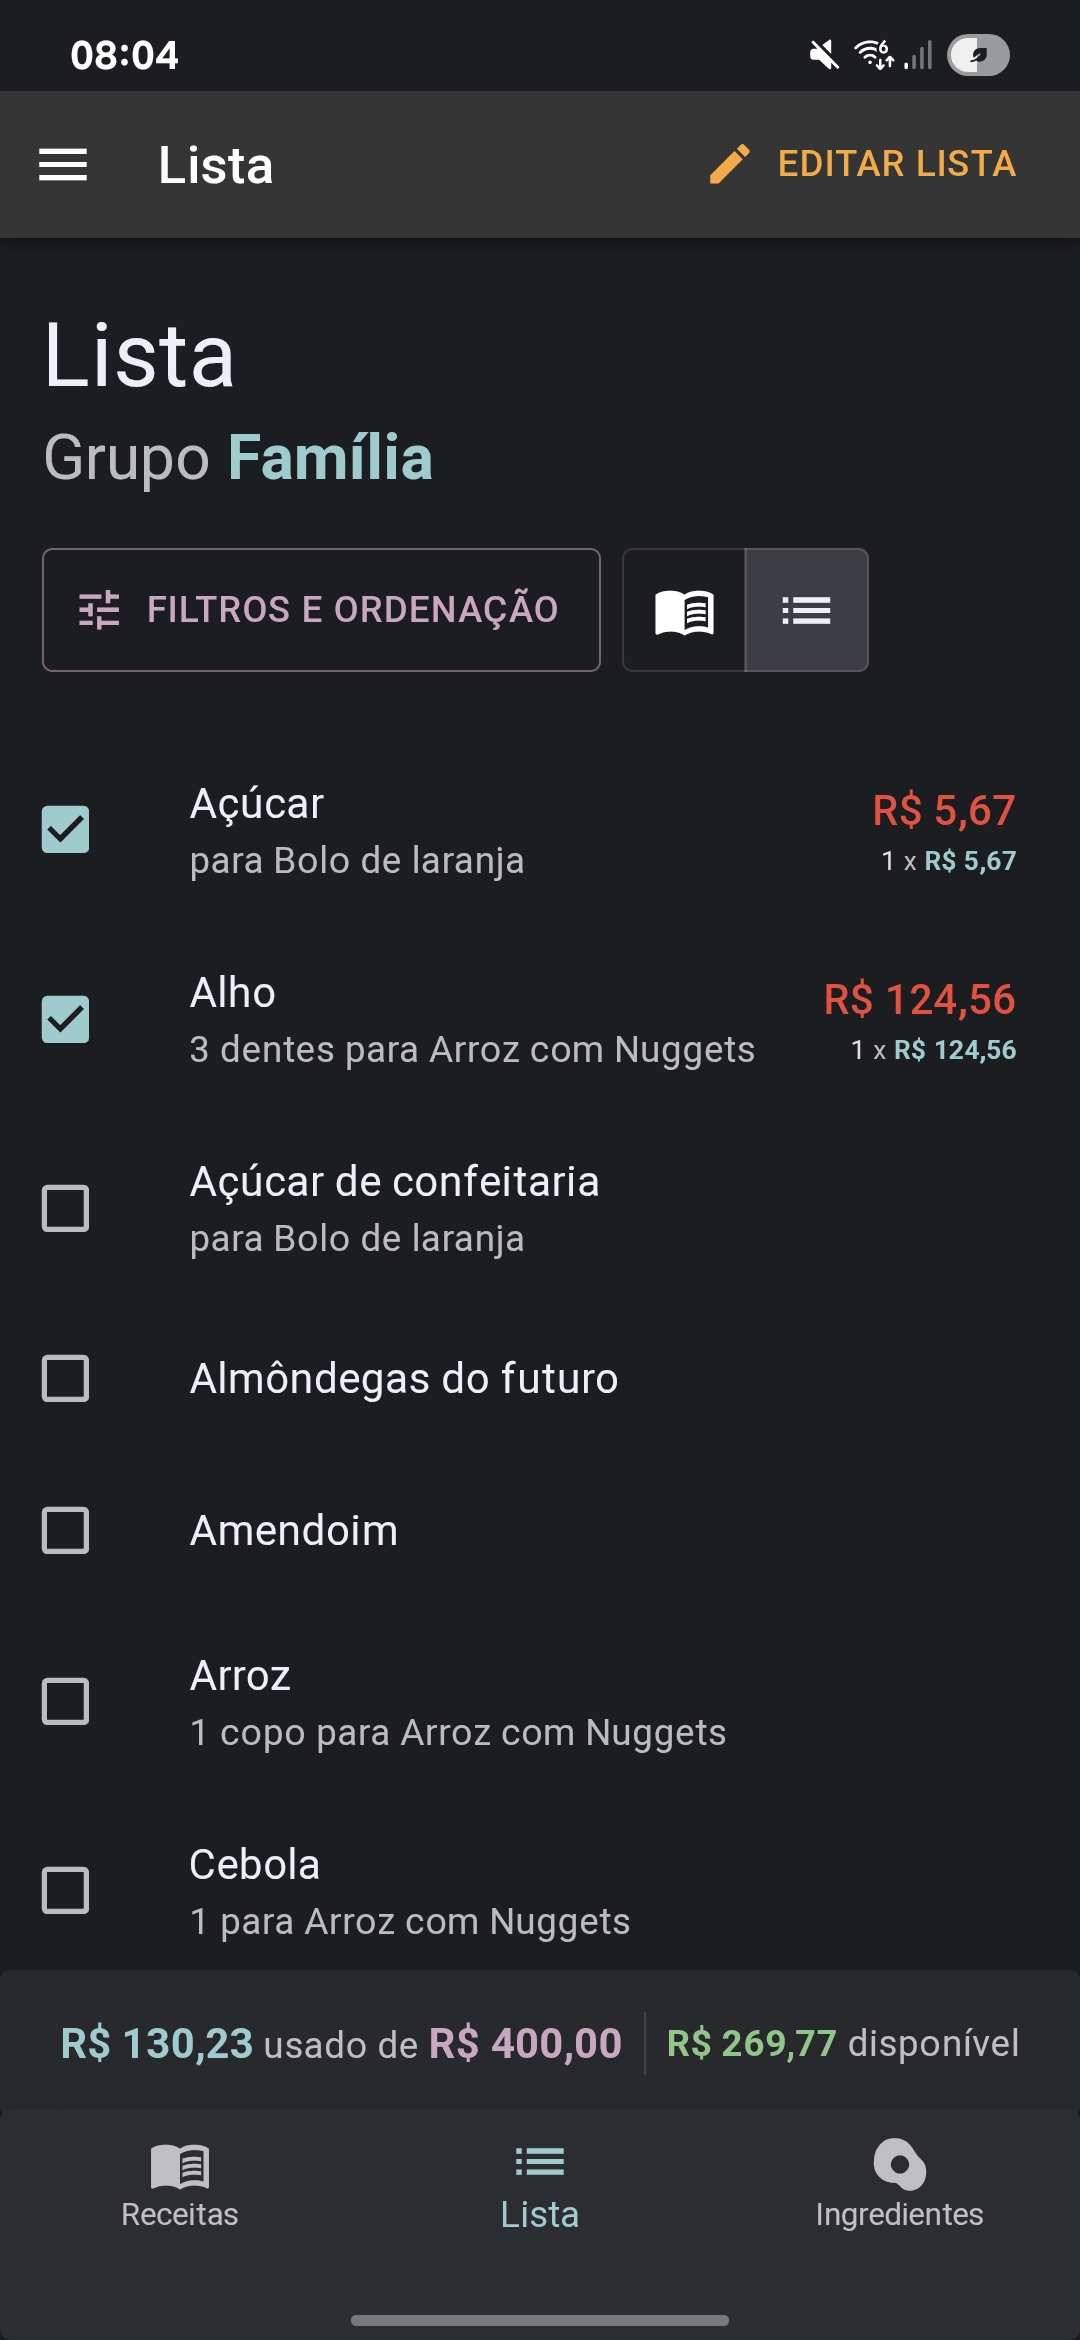 08:04
Lista
EDITAR LISTA
Lista
Grupo Família
FILTROS E ORDENAÇÃO
Açúcar
R$ 5,67
para Bolo de laranja
1 x R$ 5,67
Alho
R$ 124,56
3 dentes para Arroz com Nuggets
1 x R$ 124,56
Açúcar de confeitaria
para Bolo de laranja
Almôndegas do futuro
Amendoim
Arroz
1 copo para Arroz com Nuggets
Cebola
1 para Arroz com Nuggets
R$ 130,23 usado de R$ 400,00
R$ 269,77 disponível
Receitas
Lista
Ingredientes